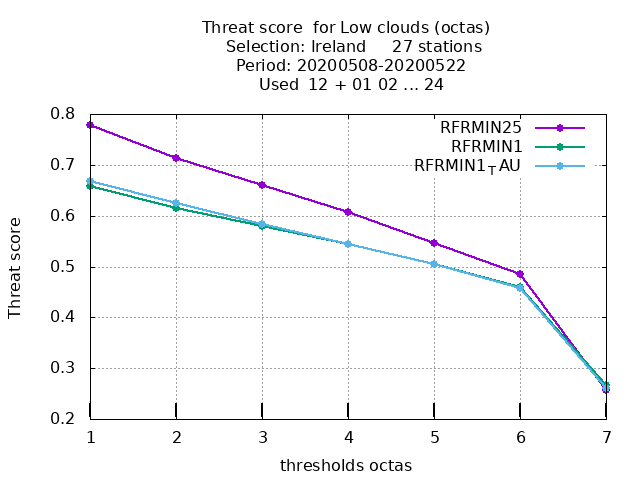 Threat score  for Low clouds (octas)
Selection: Ireland     27 stations
Period: 20200508-20200522
Used  12 + 01 02 ... 24
RFRMIN25
RFRMIN1
RFRMIN1TAU
Threat score
0.8
0.7
0.6
0.5
0.4
0.3
0.2
1 2 3 4 5 6 7
thresholds octas